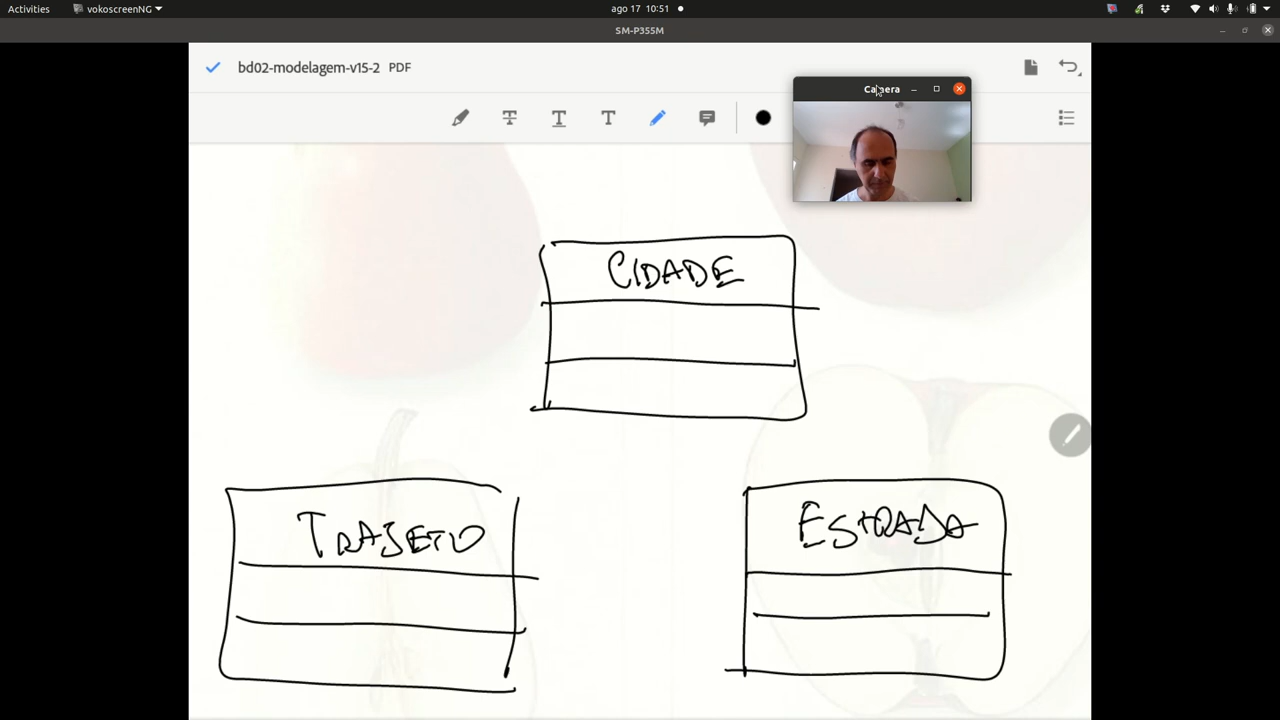 Activities vokoscreenNG ago 17 10:51
SM-P355M
bd02-modelagem-v15-2 PDF
Camera
CIDADE
TRAJETO
ESTRADA